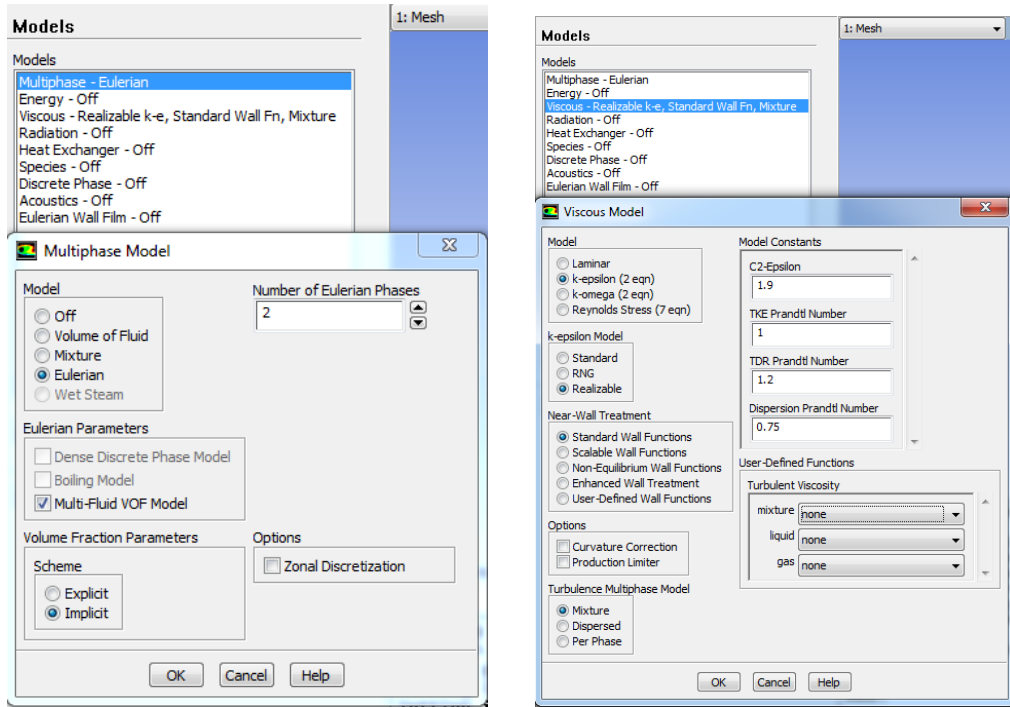 Models
1: Mesh
Models
Multiphase - Eulerian
Energy - Off
Viscous - Realizable k-e, Standard Wall Fn, Mixture
Radiation - Off
Heat Exchanger - Off
Species - Off
Discrete Phase - Off
Acoustics - Off
Eulerian Wall Film - Off
Multiphase Model
Model
Off
Volume of Fluid
Mixture
Eulerian
Wet Steam
Number of Eulerian Phases
2
Eulerian Parameters
Dense Discrete Phase Model
Boiling Model
Multi-Fluid VOF Model
Volume Fraction Parameters
Scheme
Explicit
Implicit
Options
Zonal Discretization
OK Cancel Help
Models
1: Mesh
Models
Multiphase - Eulerian
Energy - Off
Viscous - Realizable k-e, Standard Wall Fn, Mixture
Radiation - Off
Heat Exchanger - Off
Species - Off
Discrete Phase - Off
Acoustics - Off
Eulerian Wall Film - Off
Viscous Model
Model
Laminar
k-epsilon (2 eqn)
k-omega (2 eqn)
Reynolds Stress (7 eqn)
k-epsilon Model
Standard
RNG
Realizable
Near-Wall Treatment
Standard Wall Functions
Scalable Wall Functions
Non-Equilibrium Wall Functions
Enhanced Wall Treatment
User-Defined Wall Functions
Options
Curvature Correction
Production Limiter
Turbulence Multiphase Model
Mixture
Dispersed
Per Phase
Model Constants
C2-Epsilon
1.9
TKE Prandtl Number
1
TDR Prandtl Number
1.2
Dispersion Prandtl Number
0.75
User-Defined Functions
Turbulent Viscosity
mixture none
liquid none
gas none
OK Cancel Help